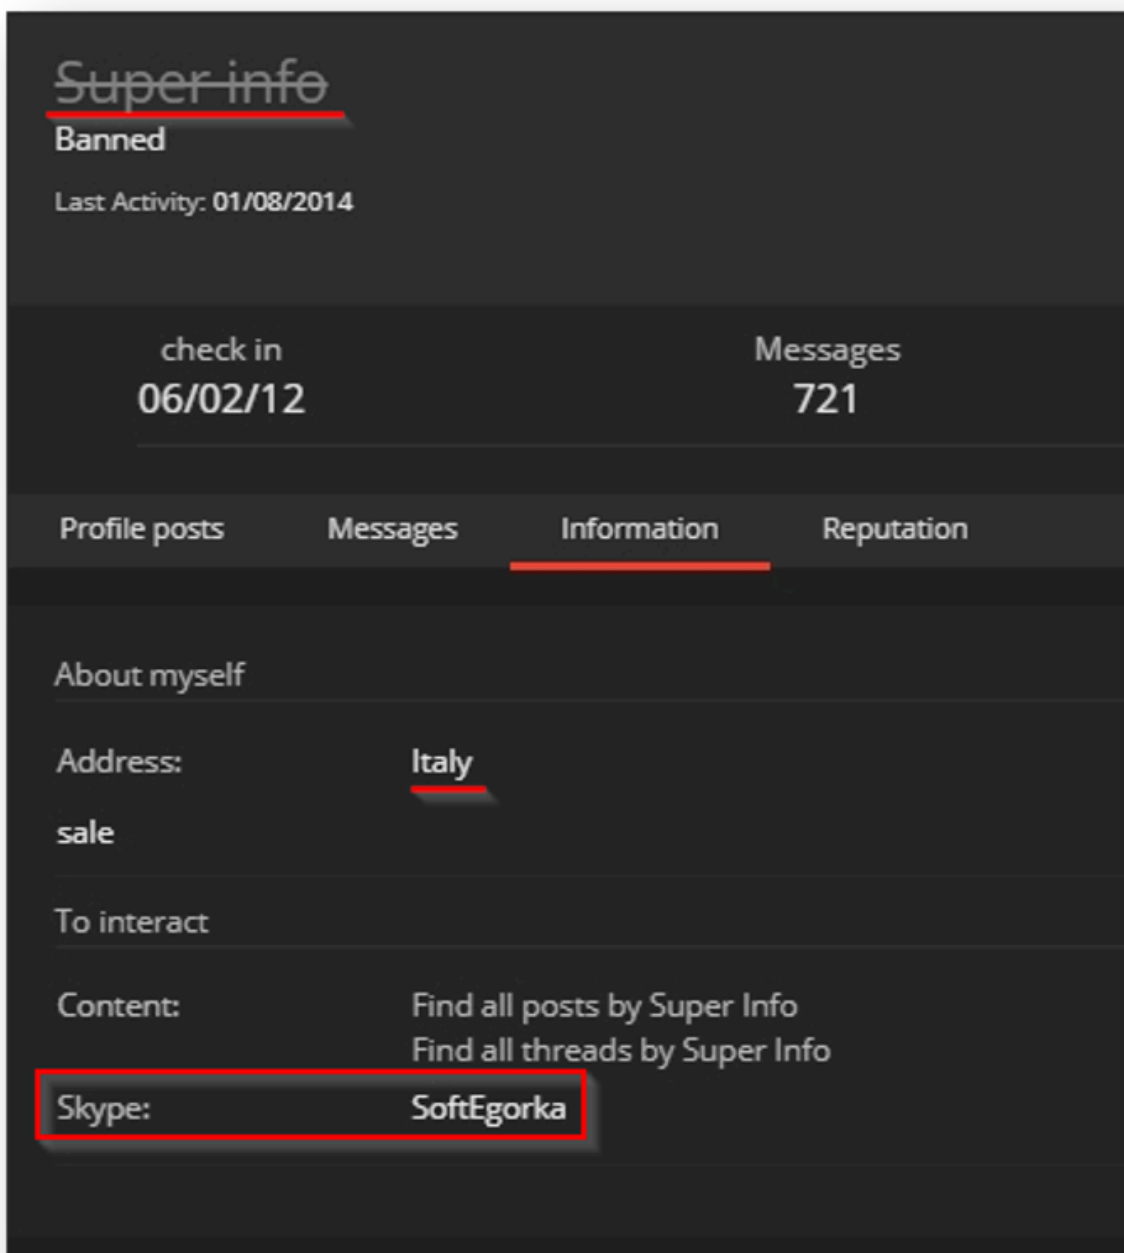 Super info
Banned
Last Activity: 01/08/2014
check in Messages
06/02/12 721
Profile posts Messages Information Reputation
About myself
Address: Italy
sale
To interact
Content: Find all posts by Super Info
Find all threads by Super Info
Skype: SoftEgorka